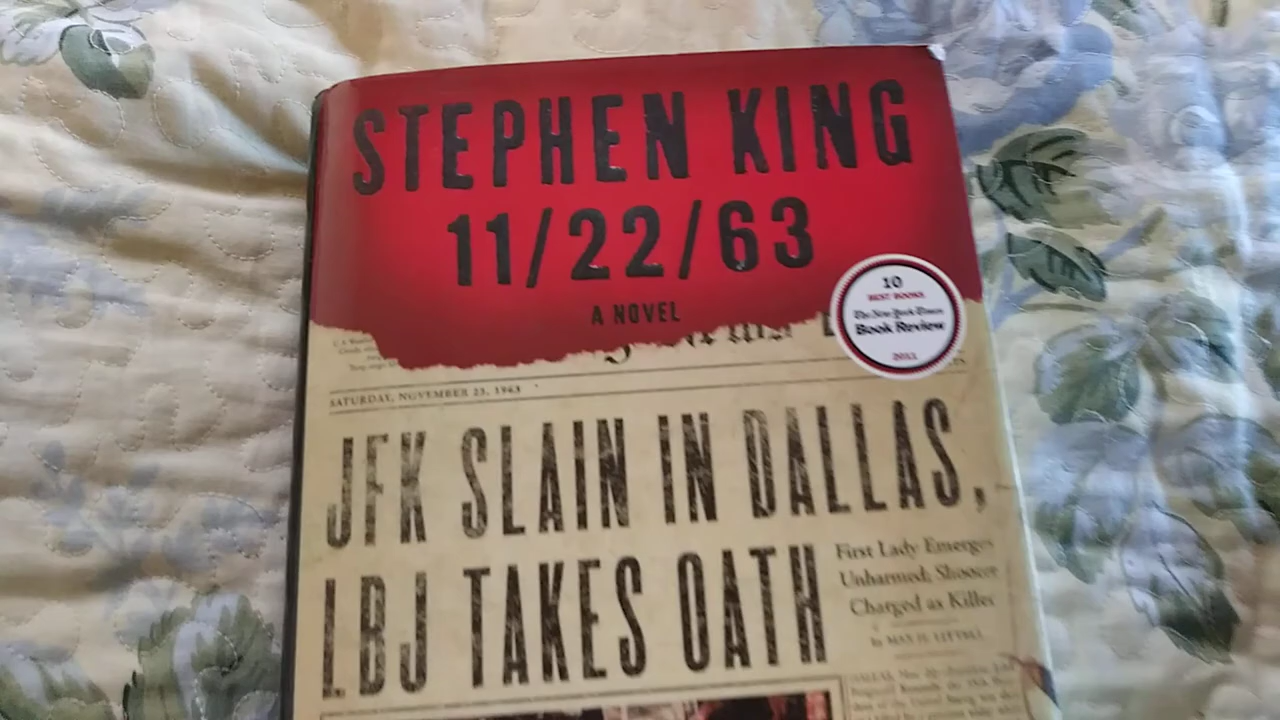 STEPHEN KING
11/22/63
A NOVEL
10
BEST BOOKS
The New York Times
Book Review
2011
SATURDAY, NOVEMBER 23, 1963
JFK SLAIN IN DALLAS,
LBJ TAKES OATH
First Lady Emerges
Unharmed; Shooter
Charged as Killer